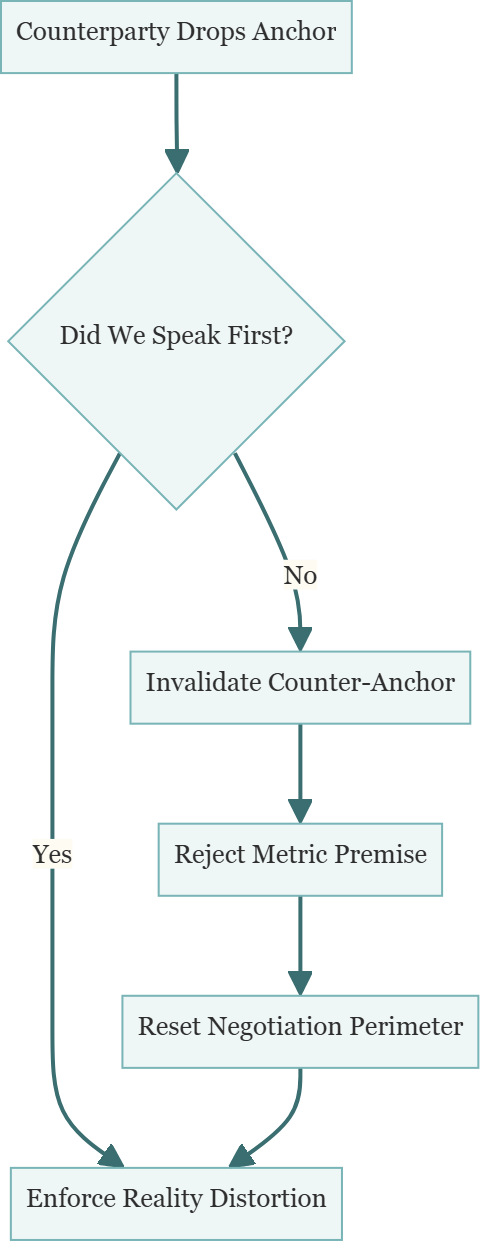 Counterparty Drops Anchor
Did We Speak First?
No
Invalidate Counter-Anchor
Reject Metric Premise
Yes
Reset Negotiation Perimeter
Enforce Reality Distortion